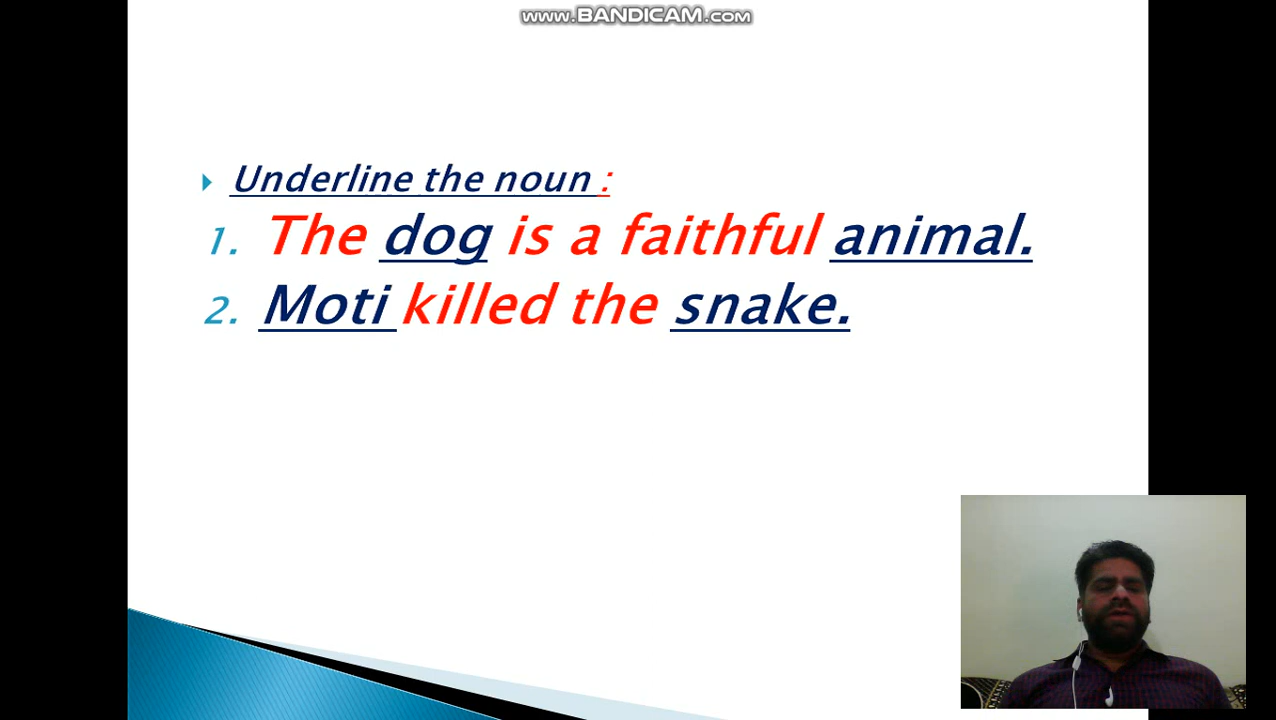 www.BANDICAM.com
Underline the noun :
1. The dog is a faithful animal.
2. Moti killed the snake.